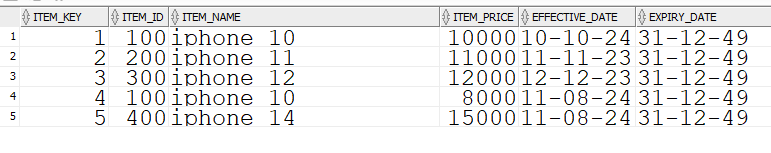 ITEM_KEY ITEM_ID ITEM_NAME ITEM_PRICE EFFECTIVE_DATE EXPIRY_DATE
1 1 100 iphone 10 10000 10-10-24 31-12-49
2 2 200 iphone 11 11000 11-11-23 31-12-49
3 3 300 iphone 12 12000 12-12-23 31-12-49
4 4 100 iphone 10 8000 11-08-24 31-12-49
5 5 400 iphone 14 15000 11-08-24 31-12-49